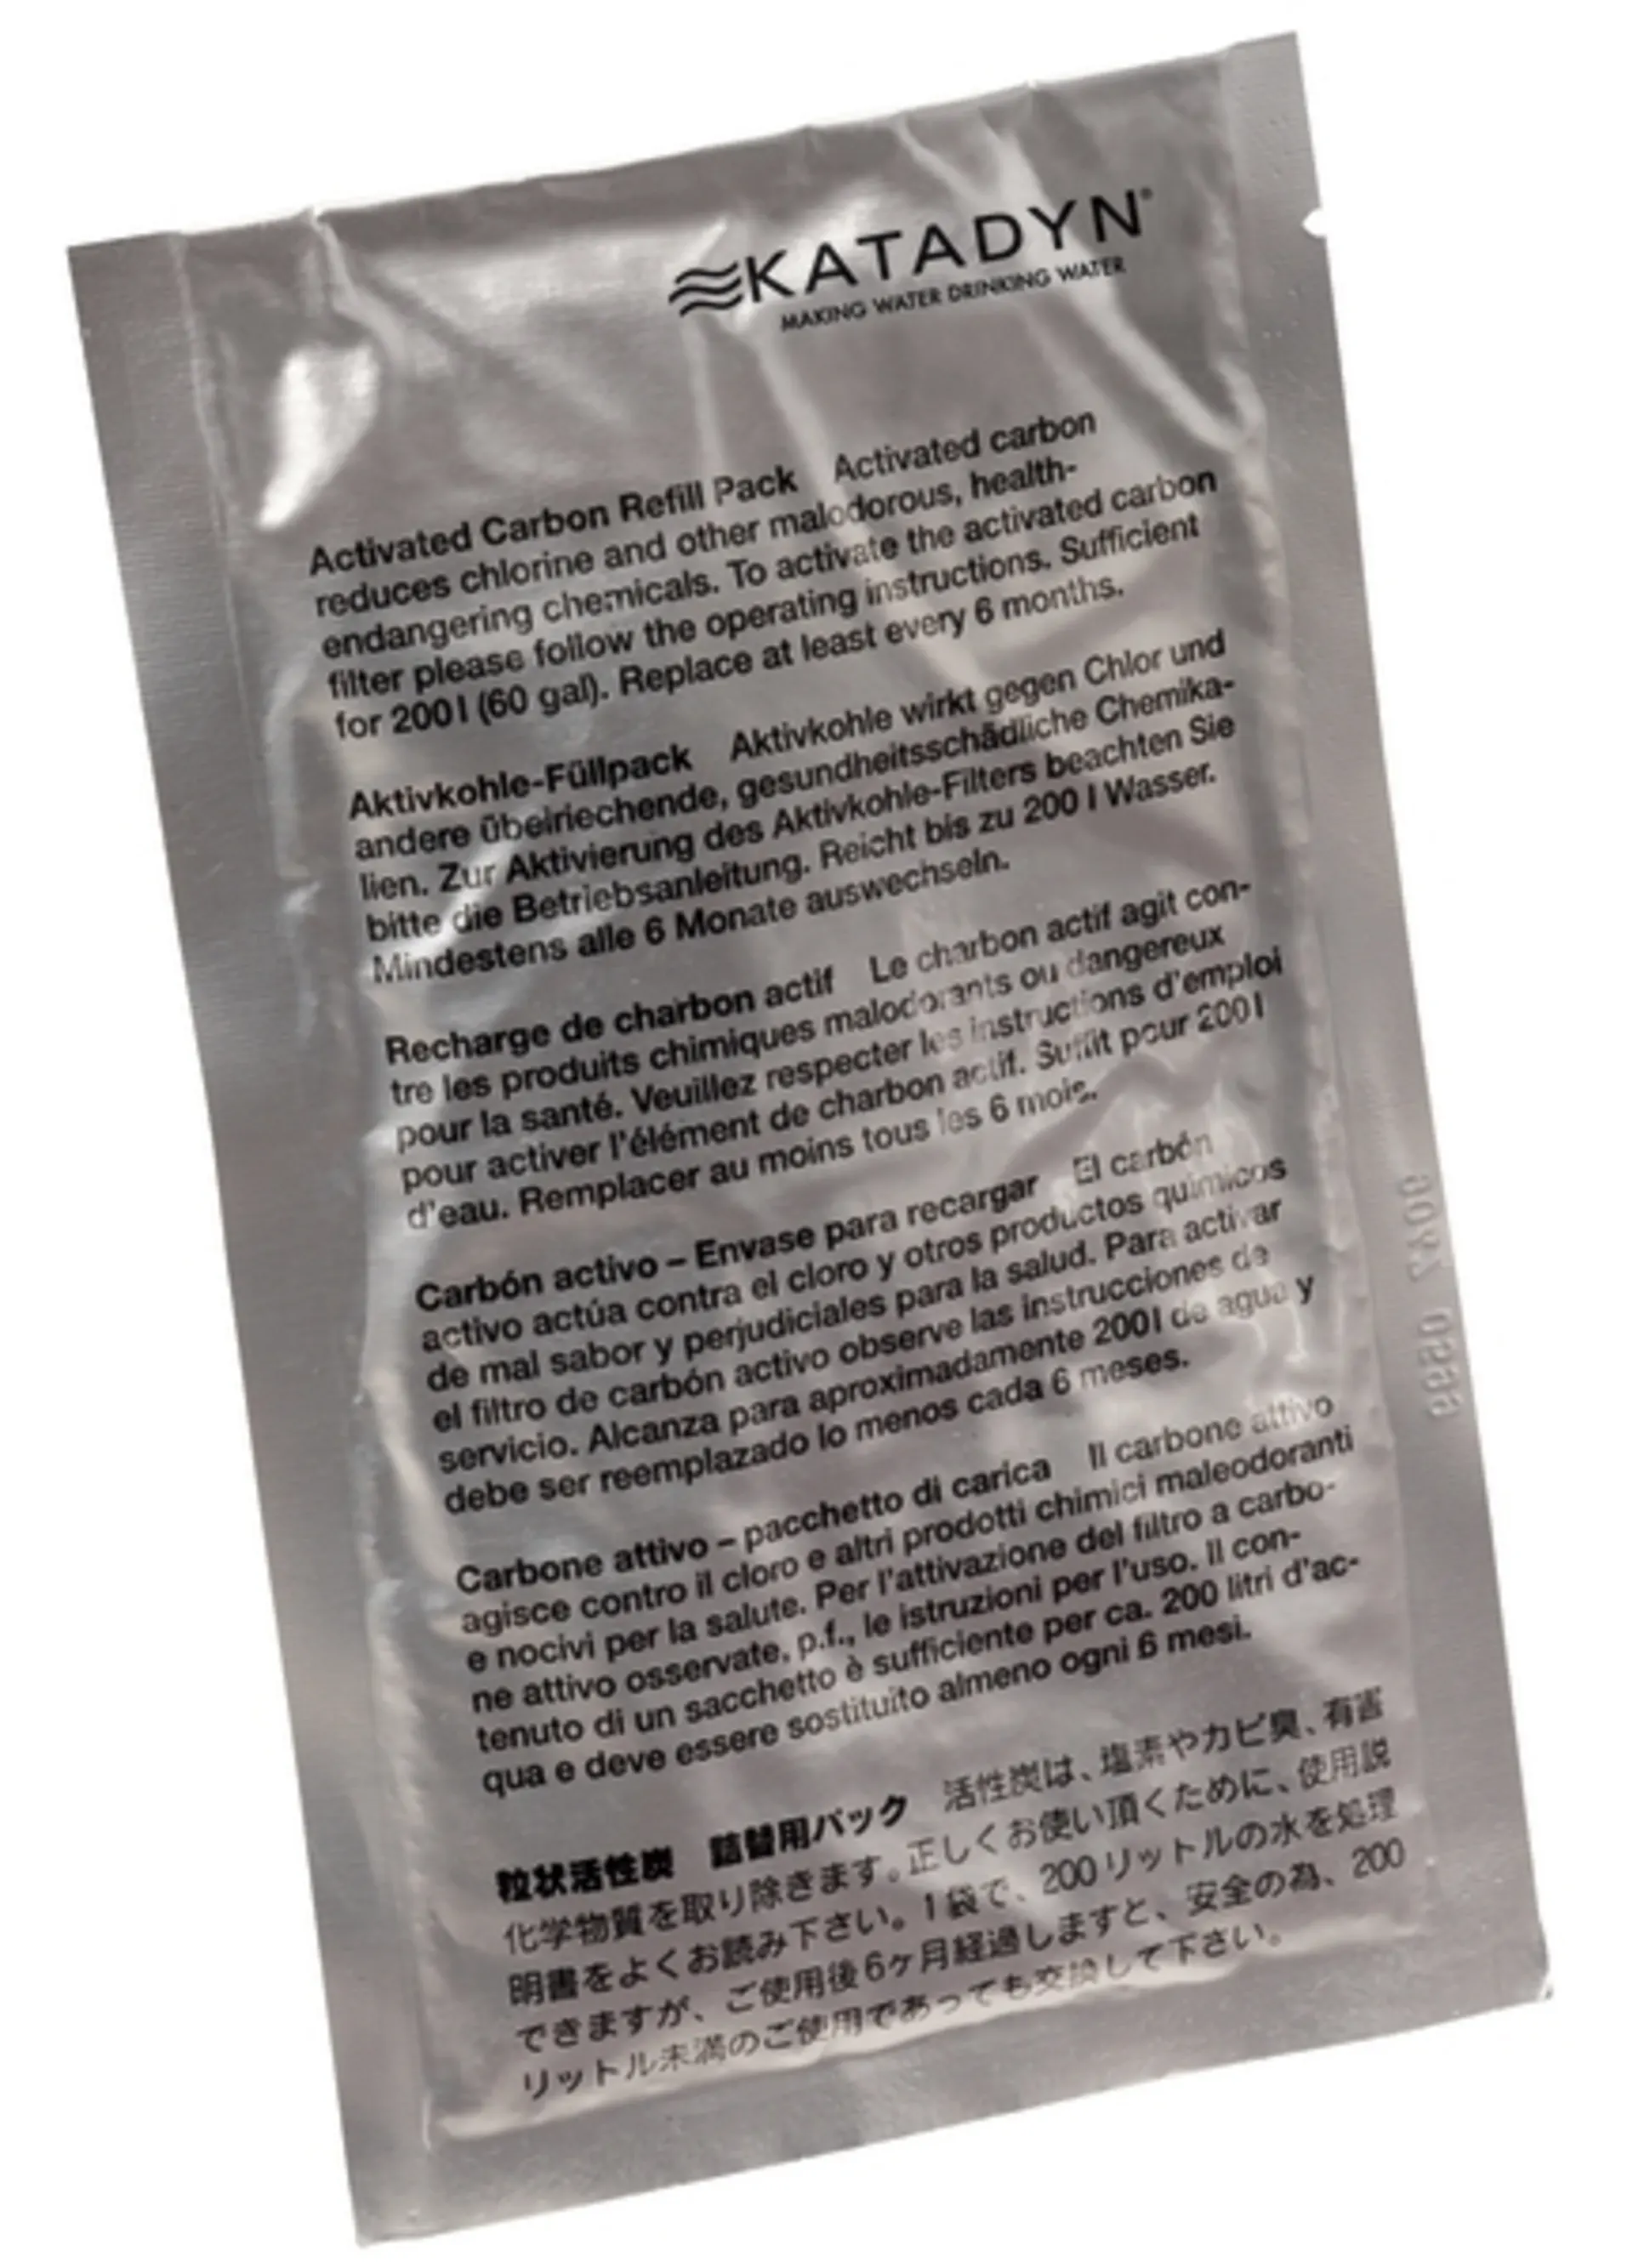 KATADYN®
MAKING WATER DRINKING WATER
Activated Carbon Refill Pack Activated carbon
reduces chlorine and other malodorous, health-
endangering chemicals. To activate the activated carbon
filter please follow the operating instructions. Sufficient
for 200 l (60 gal). Replace at least every 6 months.
Aktivkohle-Füllpack Aktivkohle wirkt gegen Chlor und
andere übelriechende, gesundheitsschädliche Chemika-
lien. Zur Aktivierung des Aktivkohle-Filters beachten Sie
bitte die Betriebsanleitung. Reicht bis zu 200 l Wasser.
Mindestens alle 6 Monate auswechseln.
Recharge de charbon actif Le charbon actif agit con-
tre les produits chimiques malodorants ou dangereux
pour la santé. Veuillez respecter les instructions d'emploi
pour activer l'élément de charbon actif. Suffit pour 200 l
d'eau. Remplacer au moins tous les 6 mois.
Carbón activo – Envase para recargar El carbón
activo actúa contra el cloro y otros productos químicos
de mal sabor y perjudiciales para la salud. Para activar
el filtro de carbón activo observe las instrucciones de
servicio. Alcanza para aproximadamente 200 l de agua y
debe ser reemplazado lo menos cada 6 meses.
Carbone attivo – pacchetto di carica Il carbone attivo
agisce contro il cloro e altri prodotti chimici maleodoranti
e nocivi per la salute. Per l'attivazione del filtro a carbo-
ne attivo osservate, p.f., le istruzioni per l'uso. Il con-
tenuto di un sacchetto è sufficiente per ca. 200 litri d'ac-
qua e deve essere sostituito almeno ogni 6 mesi.
粒状活性炭 詰替用パック 活性炭は、塩素やカビ臭、有害
化学物質を取り除きます。正しくお使い頂くために、使用説
明書をよくお読み下さい。1袋で、200リットルの水を処理
できますが、ご使用後6ケ月経過しますと、安全の為、200
リットル未満のご使用であっても交換して下さい。